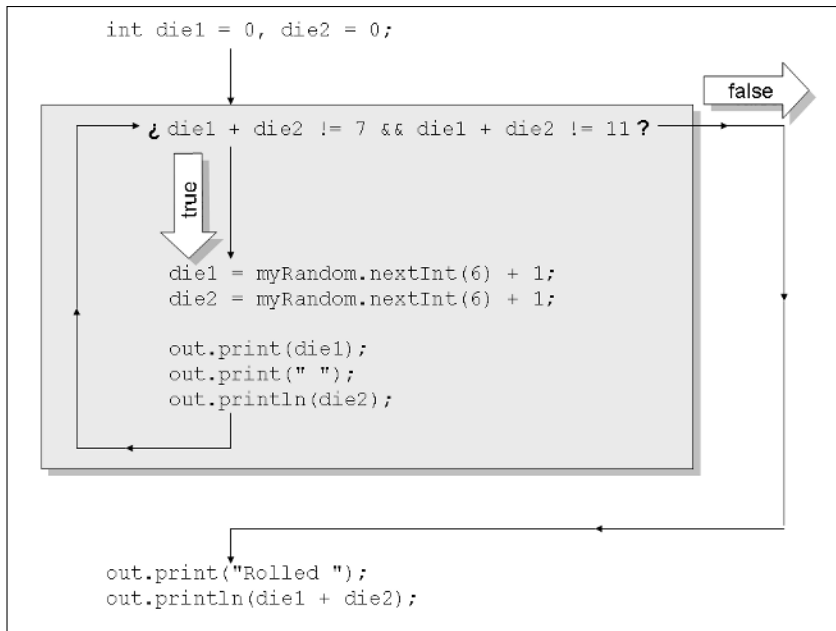 int die1 = 0, die2 = 0;
false
¿ die1 + die2 != 7 && die1 + die2 != 11 ?
true
die1 = myRandom.nextInt(6) + 1;
die2 = myRandom.nextInt(6) + 1;
out.print(die1);
out.print(" ");
out.println(die2);
out.print("Rolled ");
out.println(die1 + die2);